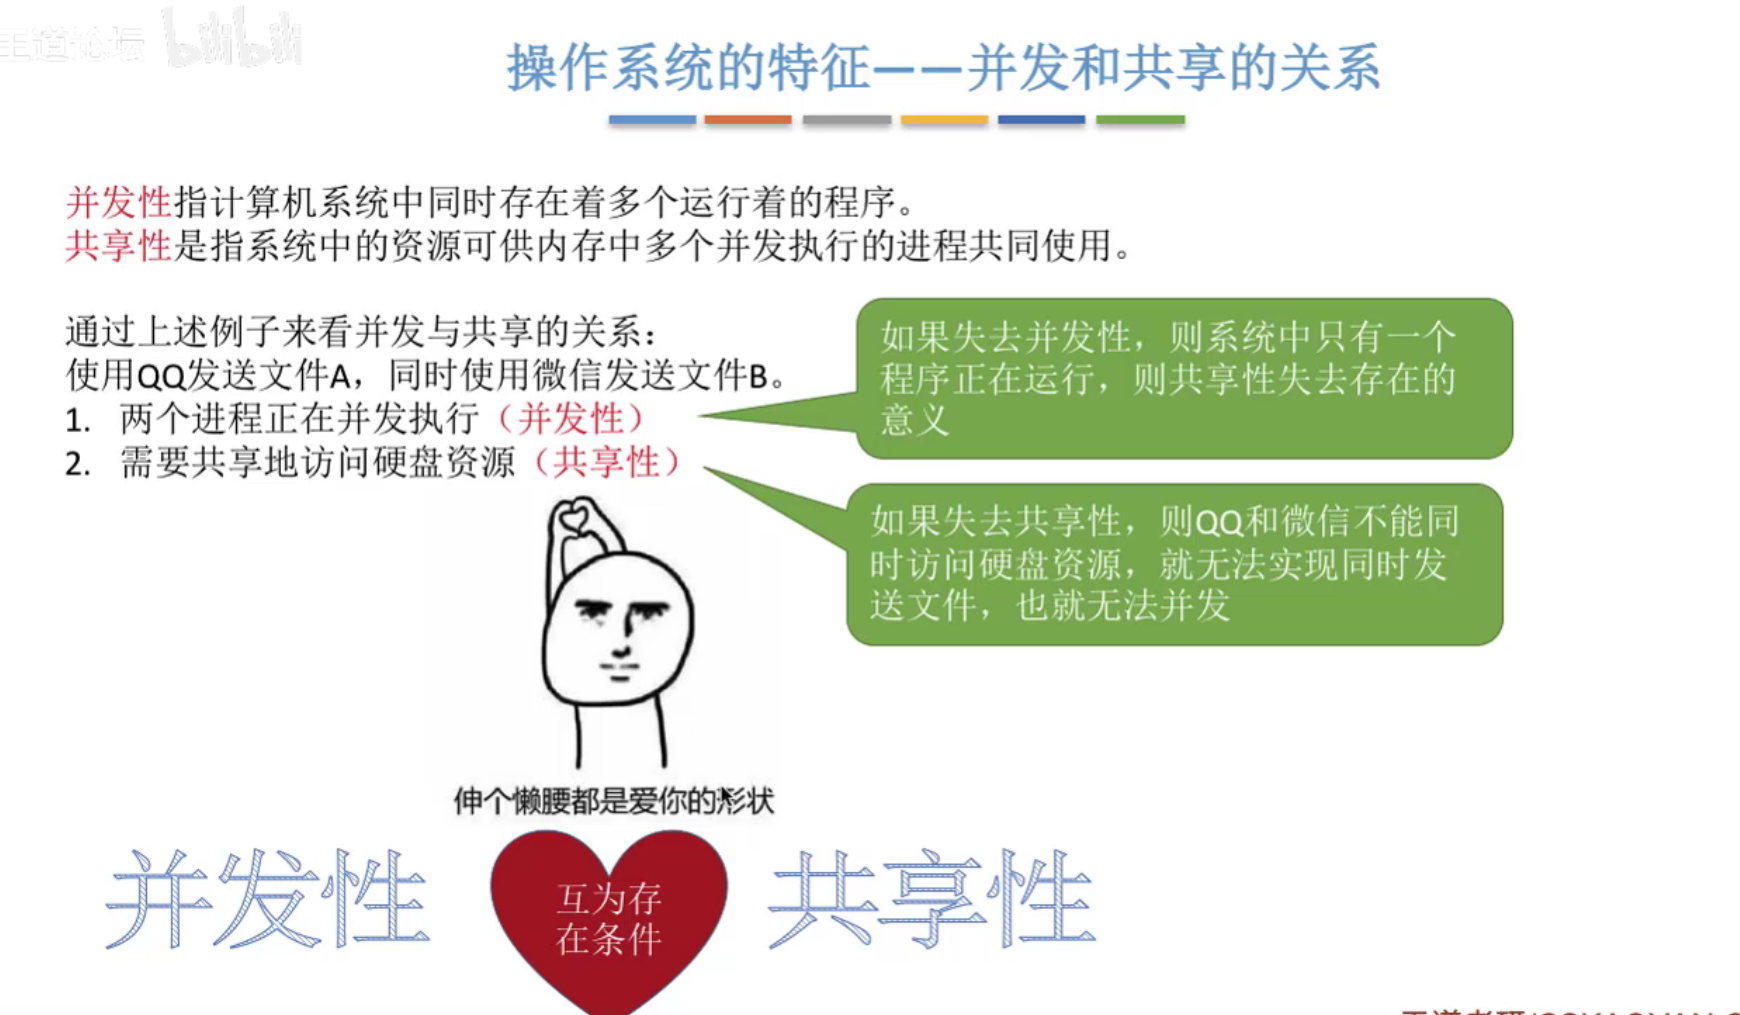 王道论坛 bilibili
操作系统的特征——并发和共享的关系
并发性指计算机系统中同时存在着多个运行着的程序。
共享性是指系统中的资源可供内存中多个并发执行的进程共同使用。
通过上述例子来看并发与共享的关系：
使用QQ发送文件A，同时使用微信发送文件B。
1. 两个进程正在并发执行（并发性）
2. 需要共享地访问硬盘资源（共享性）
如果失去并发性，则系统中只有一个
程序正在运行，则共享性失去存在的
意义
如果失去共享性，则QQ和微信不能同
时访问硬盘资源，就无法实现同时发
送文件，也就无法并发
伸个懒腰都是爱你的形状
并发性
互为存
在条件
共享性